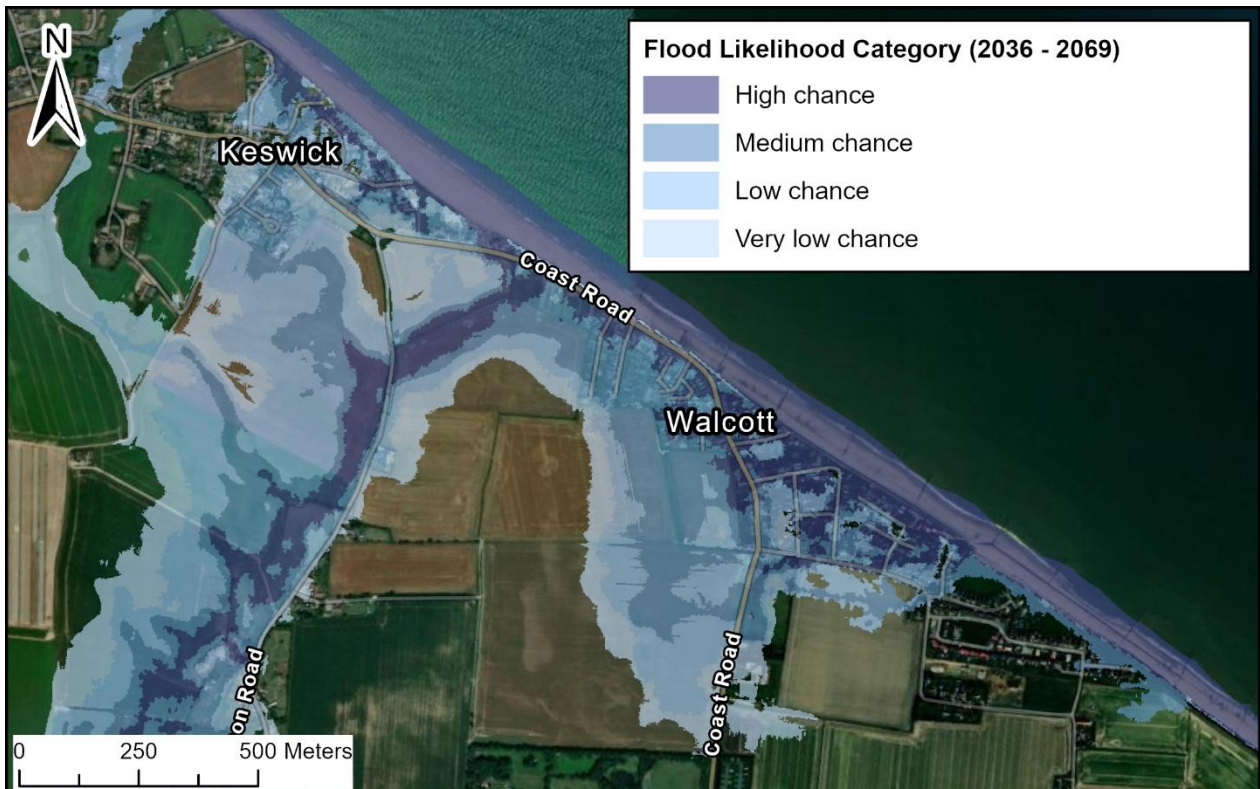 N
Flood Likelihood Category (2036 - 2069)
High chance
Medium chance
Low chance
Very low chance
Keswick
Coast Road
Walcott
on Road
Coast Road
0 250 500 Meters